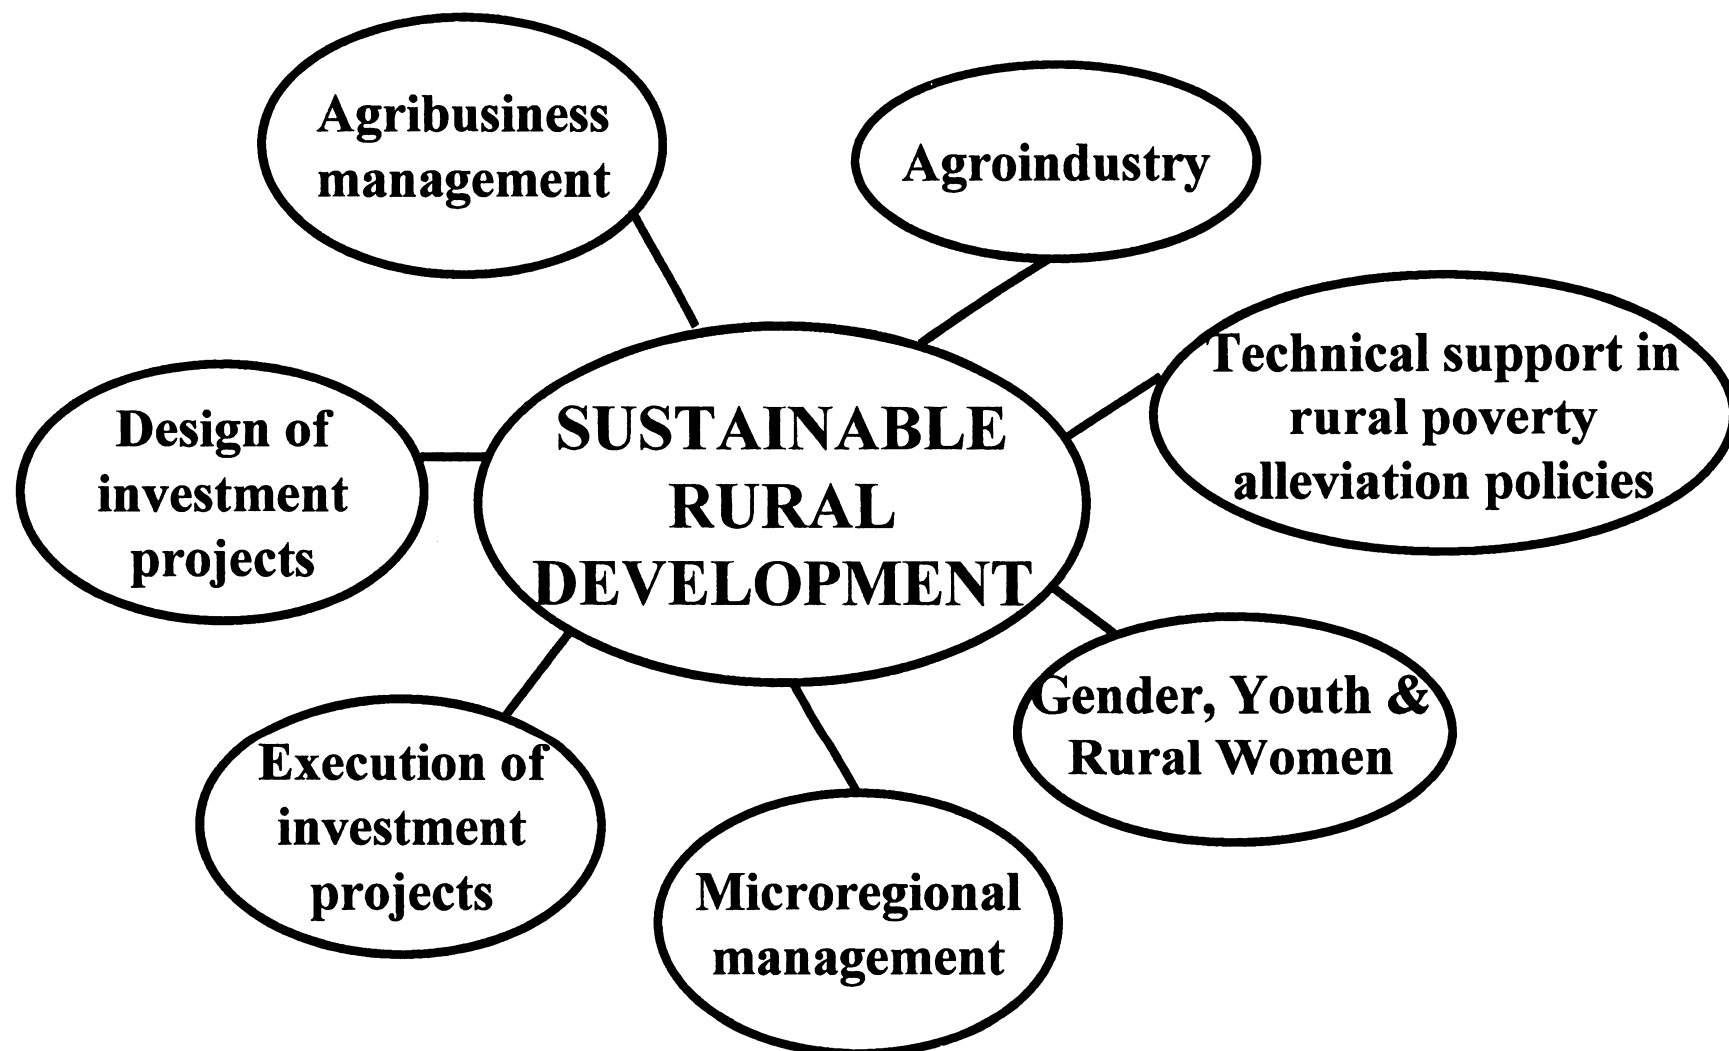 Agribusiness
management
Agroindustry
Technical support in
rural poverty
alleviation policies
Design of
investment
projects
SUSTAINABLE
RURAL
DEVELOPMENT
Gender, Youth &
Rural Women
Execution of
investment
projects
Microregional
management